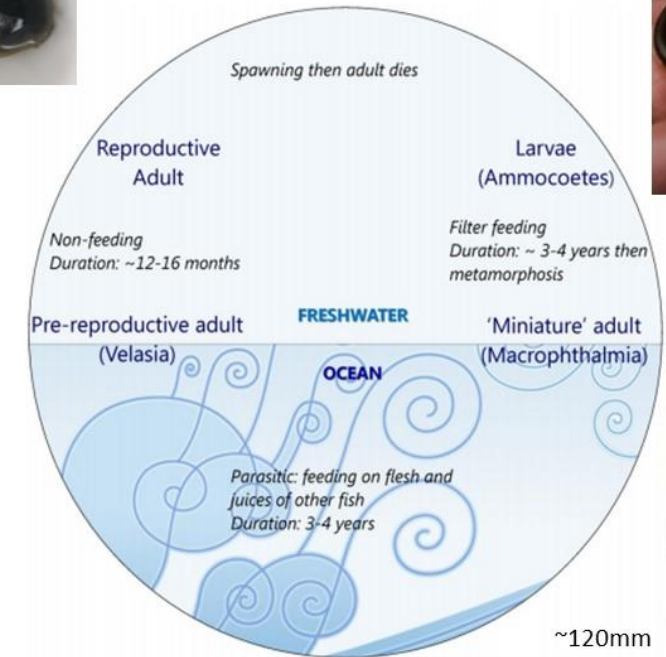 Spawning then adult dies
Reproductive
Adult
Larvae
(Ammocoetes)
Non-feeding
Duration: ~12-16 months
Filter feeding
Duration: ~ 3-4 years then
metamorphosis
Pre-reproductive adult
(Velasia)
FRESHWATER
'Miniature' adult
(Macrophthalmia)
OCEAN
Parasitic: feeding on flesh and
juices of other fish
Duration: 3-4 years
~120mm